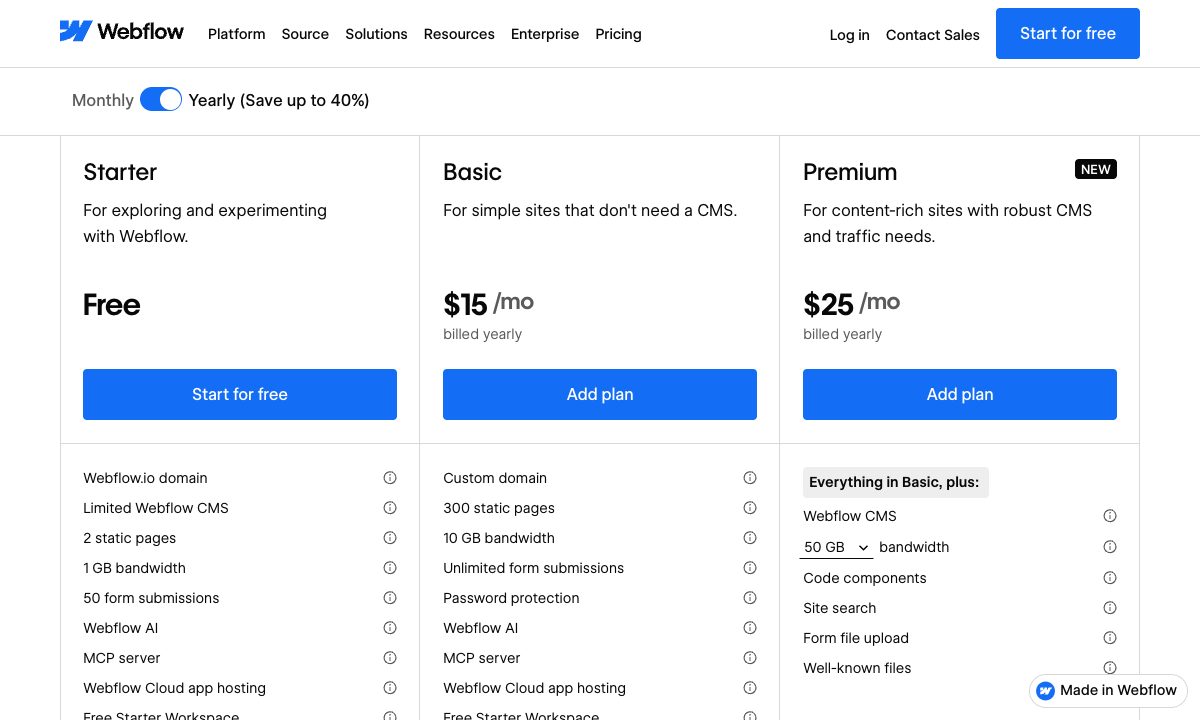 Webflow Platform Source Solutions Resources Enterprise Pricing Log in Contact Sales Start for free
Monthly Yearly (Save up to 40%)
Starter
For exploring and experimenting
with Webflow.
Free
Start for free
Webflow.io domain
Limited Webflow CMS
2 static pages
1 GB bandwidth
50 form submissions
Webflow AI
MCP server
Webflow Cloud app hosting
Free Starter Workspace
Basic
For simple sites that don't need a CMS.
$15 /mo
billed yearly
Add plan
Custom domain
300 static pages
10 GB bandwidth
Unlimited form submissions
Password protection
Webflow AI
MCP server
Webflow Cloud app hosting
Free Starter Workspace
Premium NEW
For content-rich sites with robust CMS
and traffic needs.
$25 /mo
billed yearly
Add plan
Everything in Basic, plus:
Webflow CMS
50 GB bandwidth
Code components
Site search
Form file upload
Well-known files
Made in Webflow